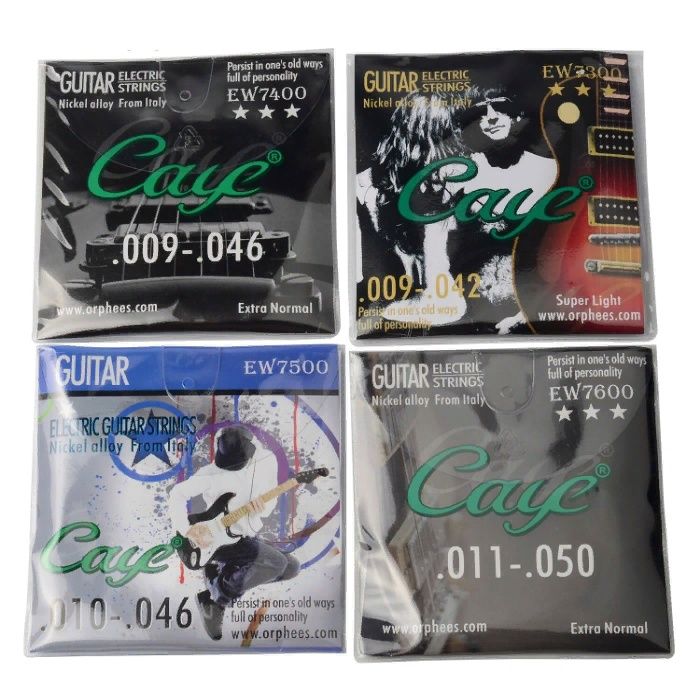 GUITAR ELECTRIC STRINGS
Nickel alloy From Italy
Persist in one's old ways
full of personality
EW7400
Caye®
.009-.046
www.orphees.com
Extra Normal
GUITAR ELECTRIC STRINGS
Nickel alloy From Italy
EW7300
Caye®
.009-.042
Persist in one's old ways
full of personality
Super Light
www.orphees.com
GUITAR
EW7500
ELECTRIC GUITAR STRINGS
Nickel alloy From Italy
Caye®
.010-.046
Persist in one's old ways
full of personality
www.orphees.com
GUITAR ELECTRIC STRINGS
Nickel alloy From Italy
Persist in one's old ways
full of personality
EW7600
Caye®
.011-.050
www.orphees.com
Extra Normal